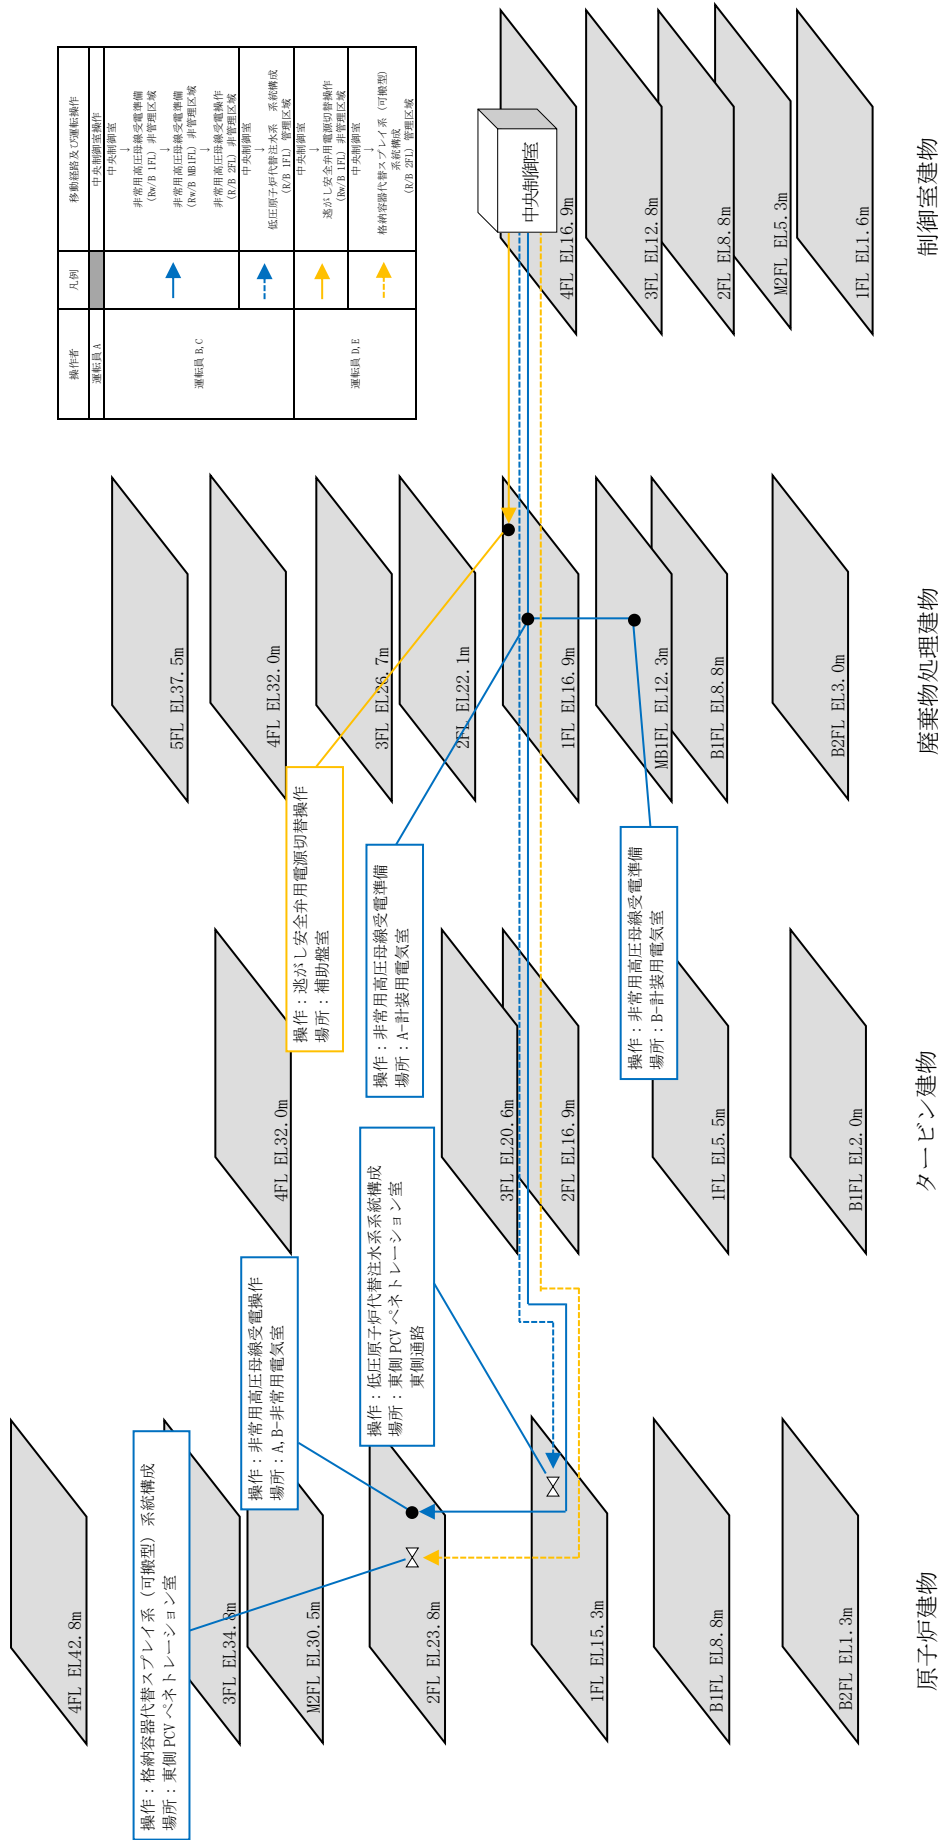 操作者
凡例
移動経路及び運転操作
運転員 A
中央制御室操作
運転員 B,C
中央制御室
↓
非常用高圧母線受電準備
(Rw/B 1FL) 非管理区域
↓
非常用高圧母線受電準備
(Rw/B MB1FL) 非管理区域
↓
非常用高圧母線受電操作
(R/B 2FL) 非管理区域
中央制御室
↓
低圧原子炉代替注水系 系統構成
(R/B 1FL) 管理区域
運転員 D,E
中央制御室
↓
逃がし安全弁用電源切替操作
(Rw/B 1FL) 非管理区域
中央制御室
↓
格納容器代替スプレイ系 (可搬型)
系統構成
(R/B 2FL) 管理区域
操作：格納容器代替スプレイ系 (可搬型) 系統構成
場所：東側 PCV ペネトレーション室
操作：非常用高圧母線受電操作
場所：A,B-非常用電気室
操作：低圧原子炉代替注水系系統構成
場所：東側 PCV ペネトレーション室
東側通路
操作：逃がし安全弁用電源切替操作
場所：補助盤室
操作：非常用高圧母線受電準備
場所：A-計装用電気室
操作：非常用高圧母線受電準備
場所：B-計装用電気室
中央制御室
4FL EL42.8m
3FL EL34.8m
M2FL EL30.5m
2FL EL23.8m
1FL EL15.3m
B1FL EL8.8m
B2FL EL1.3m
原子炉建物
4FL EL32.0m
3FL EL20.6m
2FL EL16.9m
1FL EL5.5m
B1FL EL2.0m
タービン建物
5FL EL37.5m
4FL EL32.0m
3FL EL26.7m
2FL EL22.1m
1FL EL16.9m
MB1FL EL12.3m
B1FL EL8.8m
B2FL EL3.0m
廃棄物処理建物
4FL EL16.9m
3FL EL12.8m
2FL EL8.8m
M2FL EL5.3m
1FL EL1.6m
制御室建物